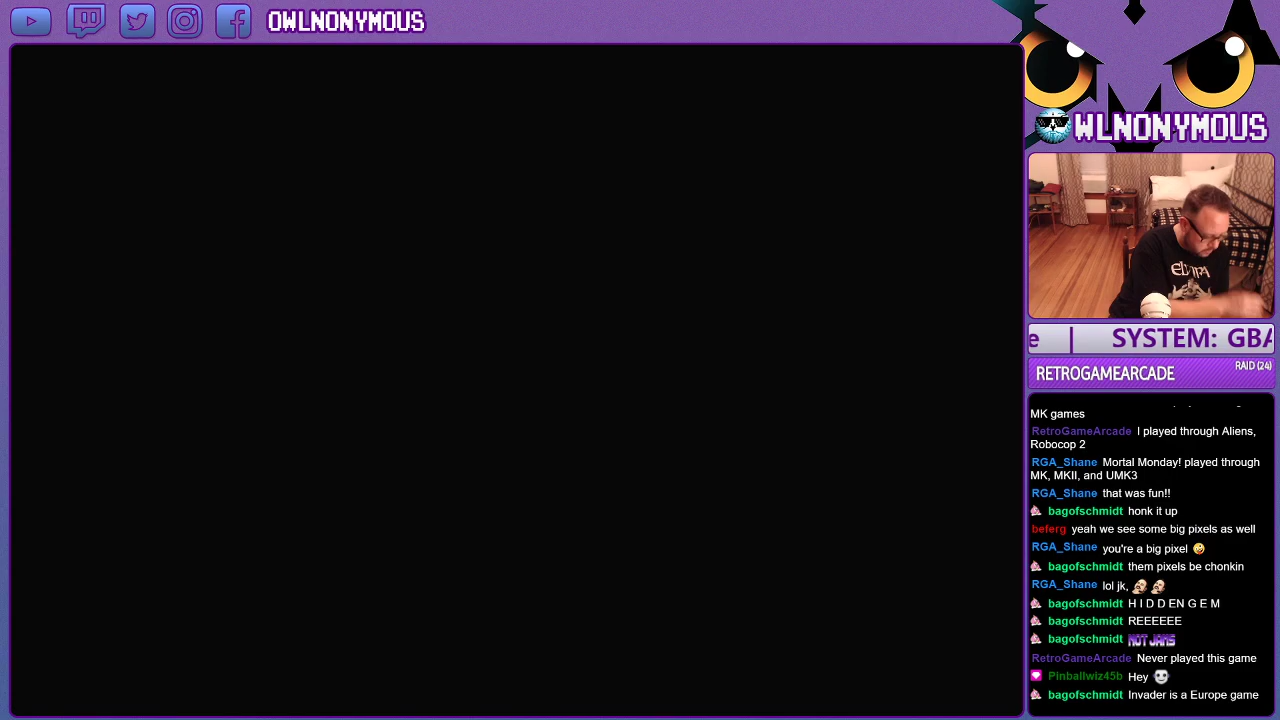 OWLNONYMOUS
WLNONYMOUS
ELVIRA
e | SYSTEM: GBA
RETROGAMEARCADE RAID (24)
MK games
RetroGameArcade I played through Aliens,
Robocop 2
RGA_Shane Mortal Monday! played through
MK, MKII, and UMK3
RGA_Shane that was fun!!
bagofschmidt honk it up
beferg yeah we see some big pixels as well
RGA_Shane you're a big pixel
bagofschmidt them pixels be chonkin
RGA_Shane lol jk,
bagofschmidt H I D D EN G E M
bagofschmidt REEEEEE
bagofschmidt NOT JAMS
RetroGameArcade Never played this game
Pinballwiz45b Hey
bagofschmidt Invader is a Europe game